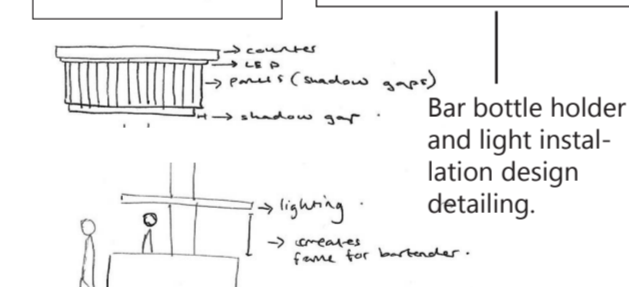 → counter
→ LED
→ panels (shadow gaps)
→ shadow gap.
Bar bottle holder
and light instal-
lation design
detailing.
→ lighting.
→ creates
frame for bartender.